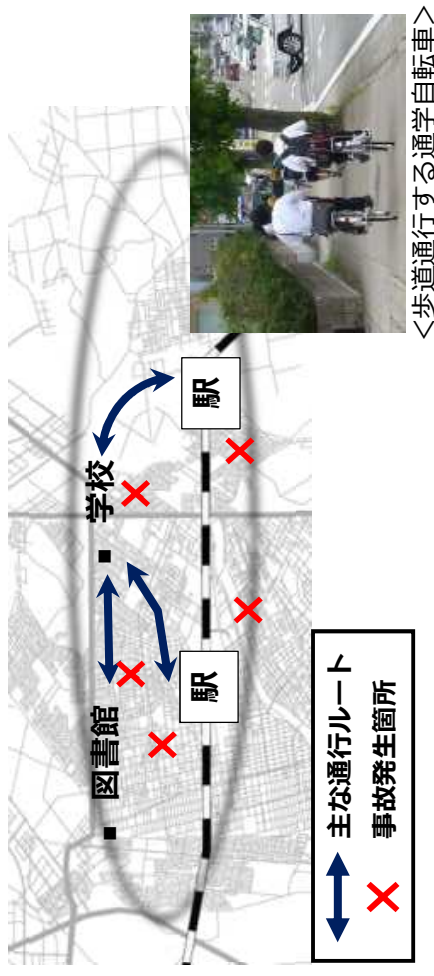 図書館
学校
駅
駅
主な通行ルート
事故発生箇所
<歩道通行する通学自転車>